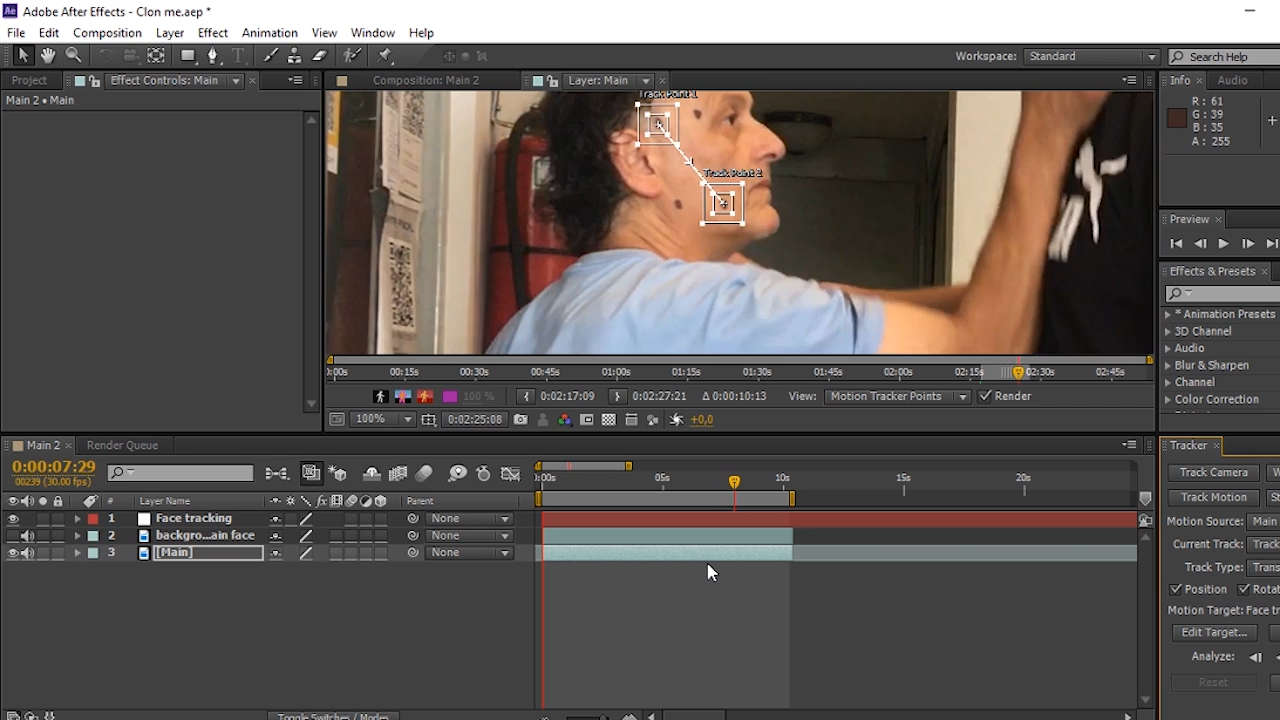 Ae Adobe After Effects - Clon me.aep *
File Edit Composition Layer Effect Animation View Window Help
Workspace: Standard Search Help
Project Effect Controls: Main Composition: Main 2 Layer: Main Info Audio
Main 2 • Main
R: 61
G: 39
B: 35
A: 255
Track Point 1
Track Point 2
Preview
Effects & Presets
* Animation Presets
3D Channel
Audio
Blur & Sharpen
Channel
Color Correction
):00s 00:15s 00:30s 00:45s 01:00s 01:15s 01:30s 01:45s 02:00s 02:15s 02:30s 02:45s
100 % 0:02:17:09 0:02:27:21 Δ 0:00:10:13 View: Motion Tracker Points Render
100% 0:02:25:08 +0,0
Main 2 Render Queue
0:00:07:29
00239 (30.00 fps)
):00s 05s 10s 15s 20s
# Layer Name fx Parent
1 Face tracking None
2 backgro...ain face None
3 [Main] None
Toggle Switches / Modes
Tracker
Track Camera W
Track Motion St
Motion Source: Main
Current Track: Track
Track Type: Trans
Position Rotat
Motion Target: Face tr
Edit Target...
Analyze:
Reset